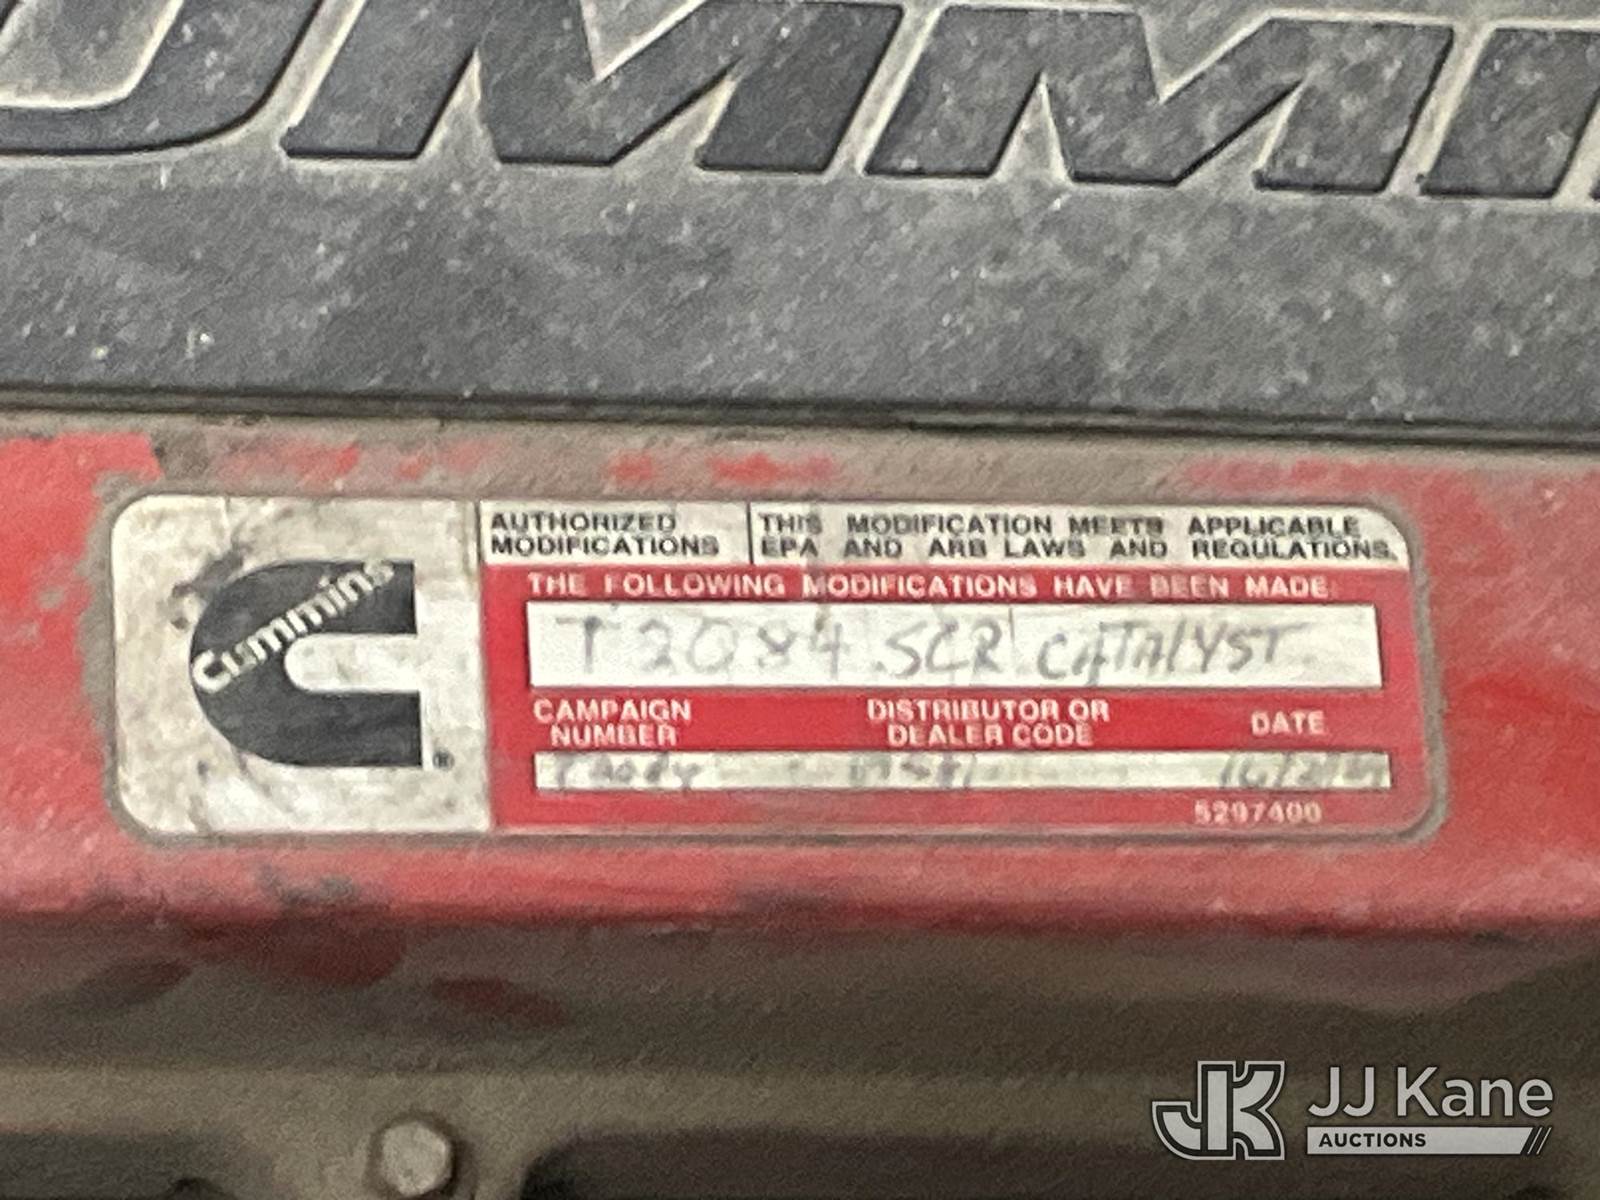 Cummins
®
AUTHORIZED MODIFICATIONS
THIS MODIFICATION MEETS APPLICABLE
EPA AND ARB LAWS AND REGULATIONS.
THE FOLLOWING MODIFICATIONS HAVE BEEN MADE:
T2084 SCR CATALYST
CAMPAIGN NUMBER
DISTRIBUTOR OR DEALER CODE
DATE
5297400
JJ Kane
AUCTIONS